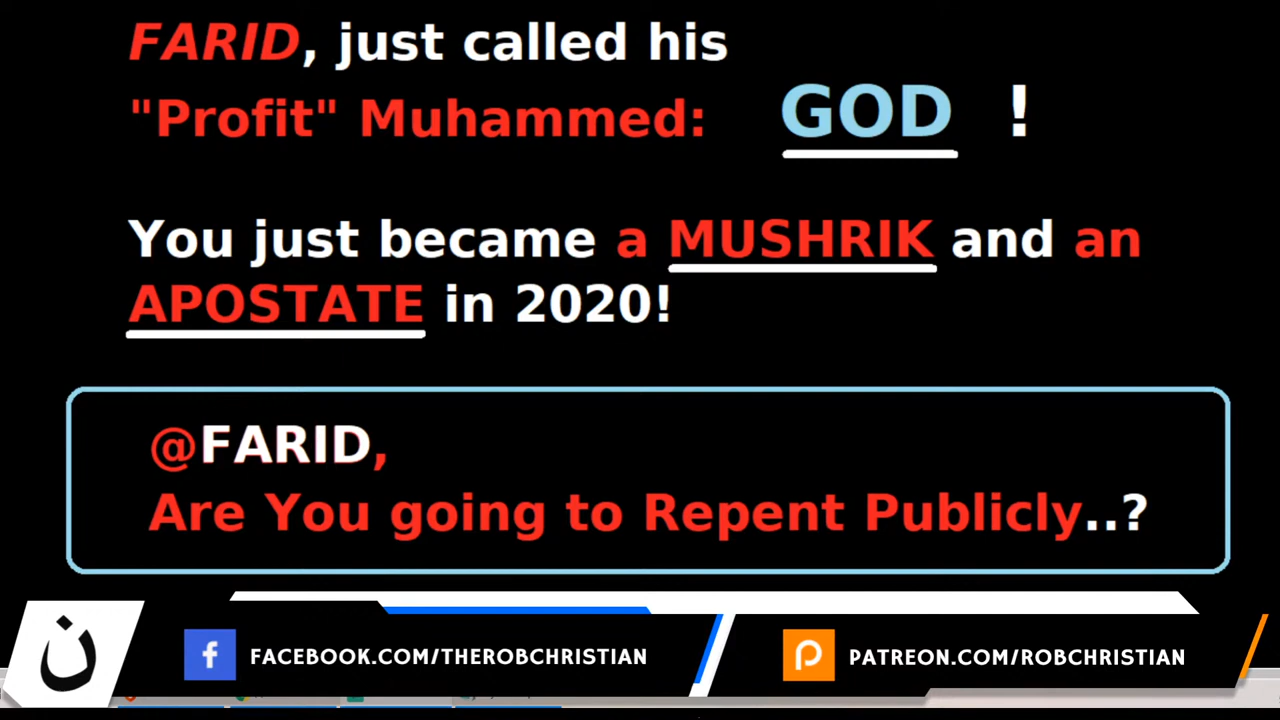 FARID, just called his
"Profit" Muhammed: GOD !
You just became a MUSHRIK and an
APOSTATE in 2020!
@FARID,
Are You going to Repent Publicly..?
ن
f FACEBOOK.COM/THEROBCHRISTIAN
PATREON.COM/ROBCHRISTIAN